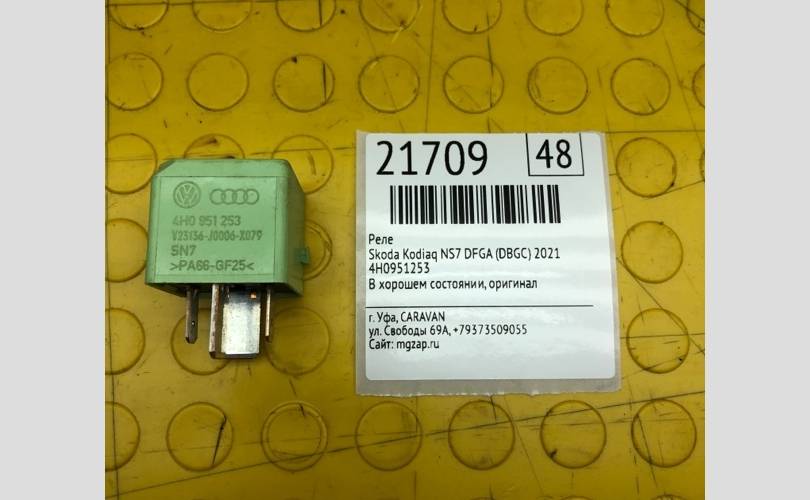 4H0 951 253
V23136-J0006-X079
5N7
>PA66-GF25<
21709
48
Реле
Skoda Kodiaq NS7 DFGA (DBGC) 2021
4H0951253
В хорошем состоянии, оригинал
г. Уфа, CARAVAN
ул. Свободы 69А, +79373509055
Сайт: mgzap.ru